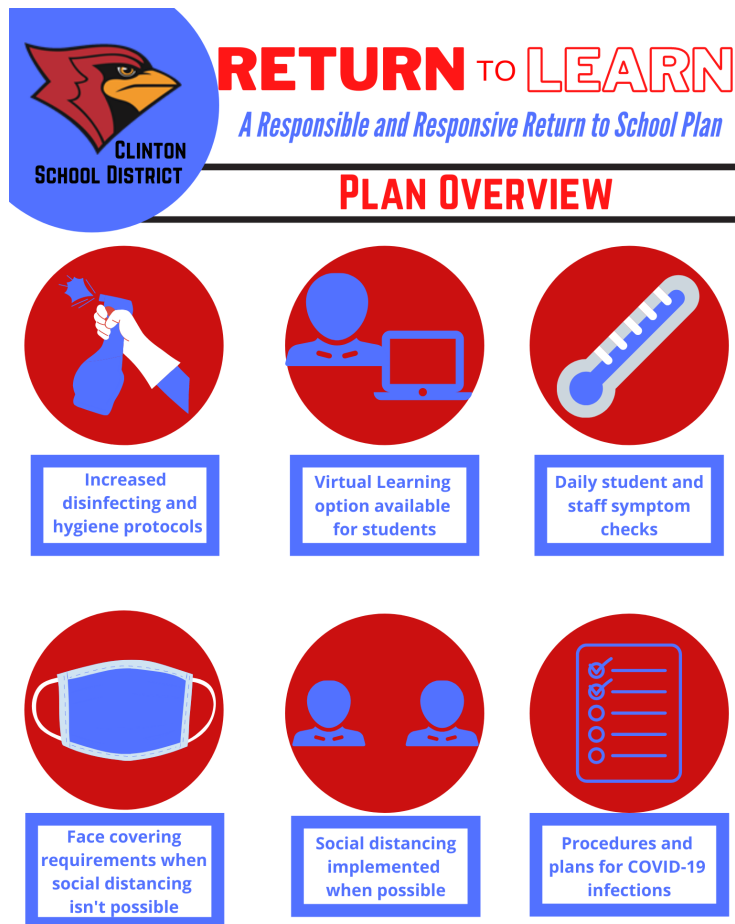 RETURN TO LEARN
A Responsible and Responsive Return to School Plan
CLINTON
SCHOOL DISTRICT
PLAN OVERVIEW
Increased
disinfecting and
hygiene protocols
Virtual Learning
option available
for students
Daily student and
staff symptom
checks
Face covering
requirements when
social distancing
isn't possible
Social distancing
implemented
when possible
Procedures and
plans for COVID-19
infections